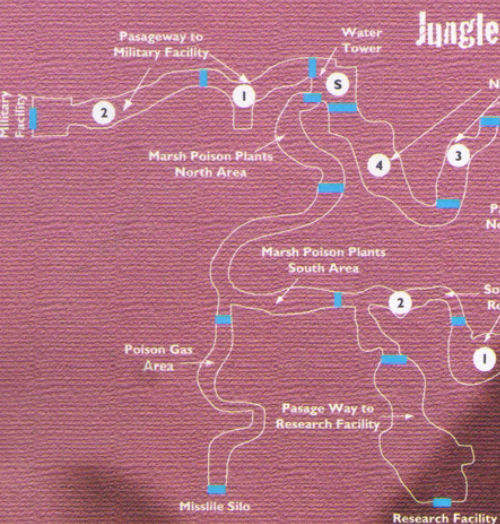 Jungle
Pasageway to
Military Facility
Water
Tower
Military
Facility
S
1
2
N
3
4
Marsh Poison Plants
North Area
Marsh Poison Plants
South Area
2
1
Poison Gas
Area
Pasage Way to
Research Facility
Misslile Silo
Research Facility